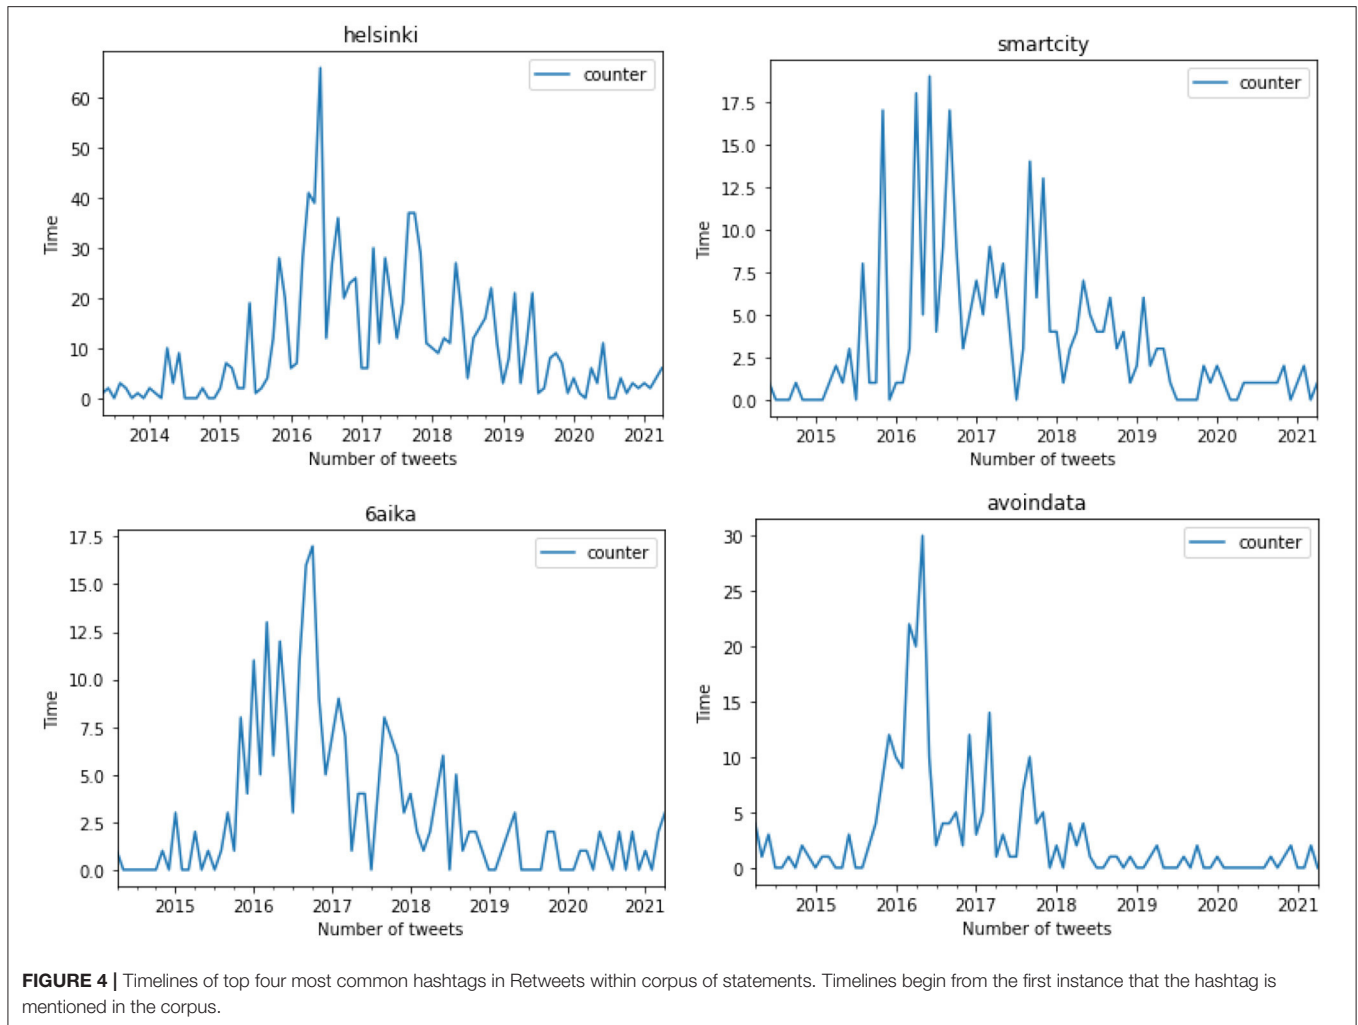 helsinki
counter
60
50
40
30
20
10
0
Time
2014 2015 2016 2017 2018 2019 2020 2021
Number of tweets
smartcity
counter
17.5
15.0
12.5
10.0
7.5
5.0
2.5
0.0
Time
2015 2016 2017 2018 2019 2020 2021
Number of tweets
6aika
counter
17.5
15.0
12.5
10.0
7.5
5.0
2.5
0.0
Time
2015 2016 2017 2018 2019 2020 2021
Number of tweets
avoindata
counter
30
25
20
15
10
5
0
Time
2015 2016 2017 2018 2019 2020 2021
Number of tweets
FIGURE 4 | Timelines of top four most common hashtags in Retweets within corpus of statements. Timelines begin from the first instance that the hashtag is
mentioned in the corpus.